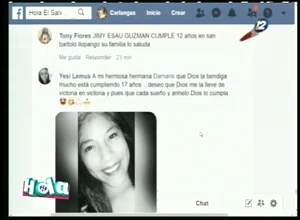 Hola El Salv
Carlangas
Inicio
12
Tony Flores JIMY ESAU GUZMAN CUMPLE 12 años en san
bartolo ilopango su familia lo saluda
Me gusta · Responder · 23 min
Yesi Lemus A mi hermosa hermana Damaris que Dios la bendiga
mucho está cumpliendo 17 años , deseo que Dios me la lleve
de victoria en victoria y pues que cada sueño y anhelo Dios lo cumpla
Hola
Chat